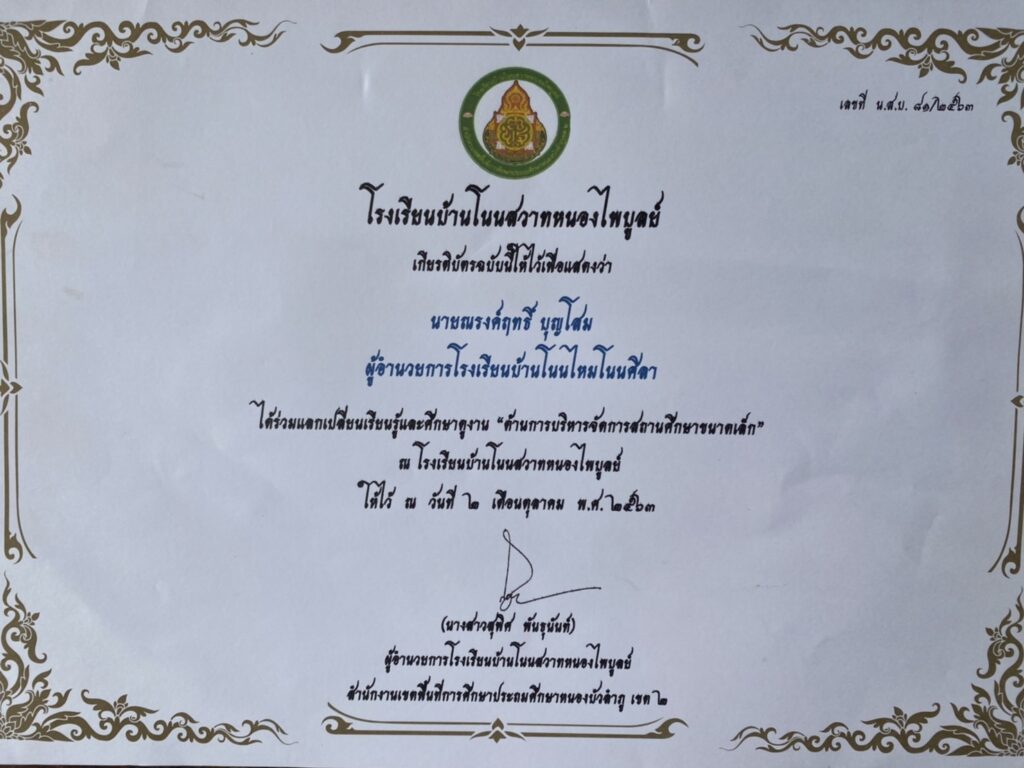 เลขที่ น.ส.บ. ๘๑/๒๕๖๓
โรงเรียนบ้านโนนสวาทหนองไพบูลย์
เกียรติบัตรฉบับนี้ให้ไว้เพื่อแสดงว่า
นายณรงค์ฤทธิ์ บุญโสม
ผู้อำนวยการโรงเรียนบ้านโนนไหมโนนศิลา
ได้ร่วมแลกเปลี่ยนเรียนรู้และศึกษาดูงาน "ด้านการบริหารจัดการสถานศึกษาขนาดเล็ก"
ณ โรงเรียนบ้านโนนสวาทหนองไพบูลย์
ให้ไว้ ณ วันที่ ๒ เดือนตุลาคม พ.ศ. ๒๕๖๓
(นางสาวสุพิศ พันธุนันท์)
ผู้อำนวยการโรงเรียนบ้านโนนสวาทหนองไพบูลย์
สำนักงานเขตพื้นที่การศึกษาประถมศึกษาหนองบัวลำภู เขต ๒